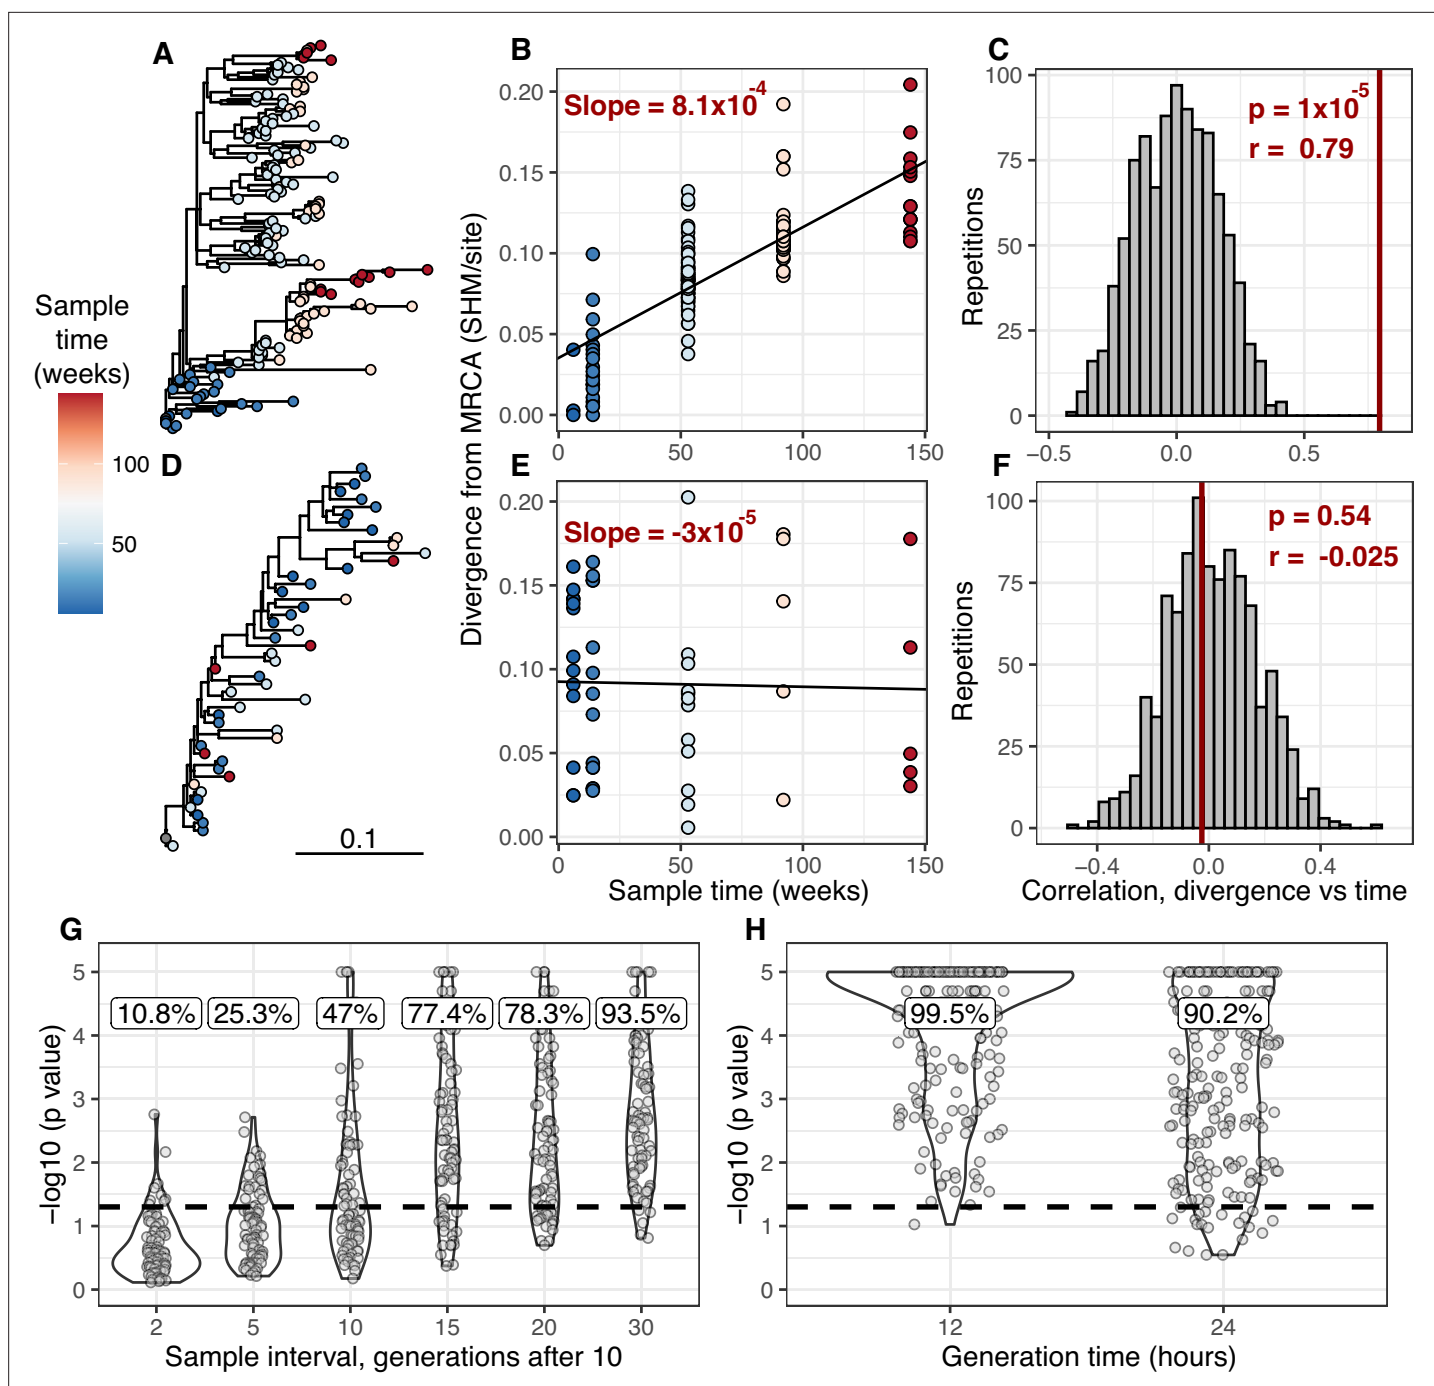 A
Sample
time
(weeks)
100
50
B
Divergence from MRCA (SHM/site)
0.20
0.15
0.10
0.05
0.00
Slope = 8.1x10-4
0 50 100 150
C
Repetitions
100
75
50
25
0
p = 1x10-5
r = 0.79
−0.5 0.0 0.5
D
0.1
E
0.20
0.15
0.10
0.05
0.00
Slope = -3x10-5
0 50 100 150
Sample time (weeks)
F
Repetitions
100
75
50
25
0
p = 0.54
r = -0.025
−0.4 0.0 0.4
Correlation, divergence vs time
G
−log10 (p value)
5
4
3
2
1
0
10.8% 25.3% 47% 77.4% 78.3% 93.5%
2 5 10 15 20 30
Sample interval, generations after 10
H
−log10 (p value)
5
4
3
2
1
0
99.5% 90.2%
12 24
Generation time (hours)